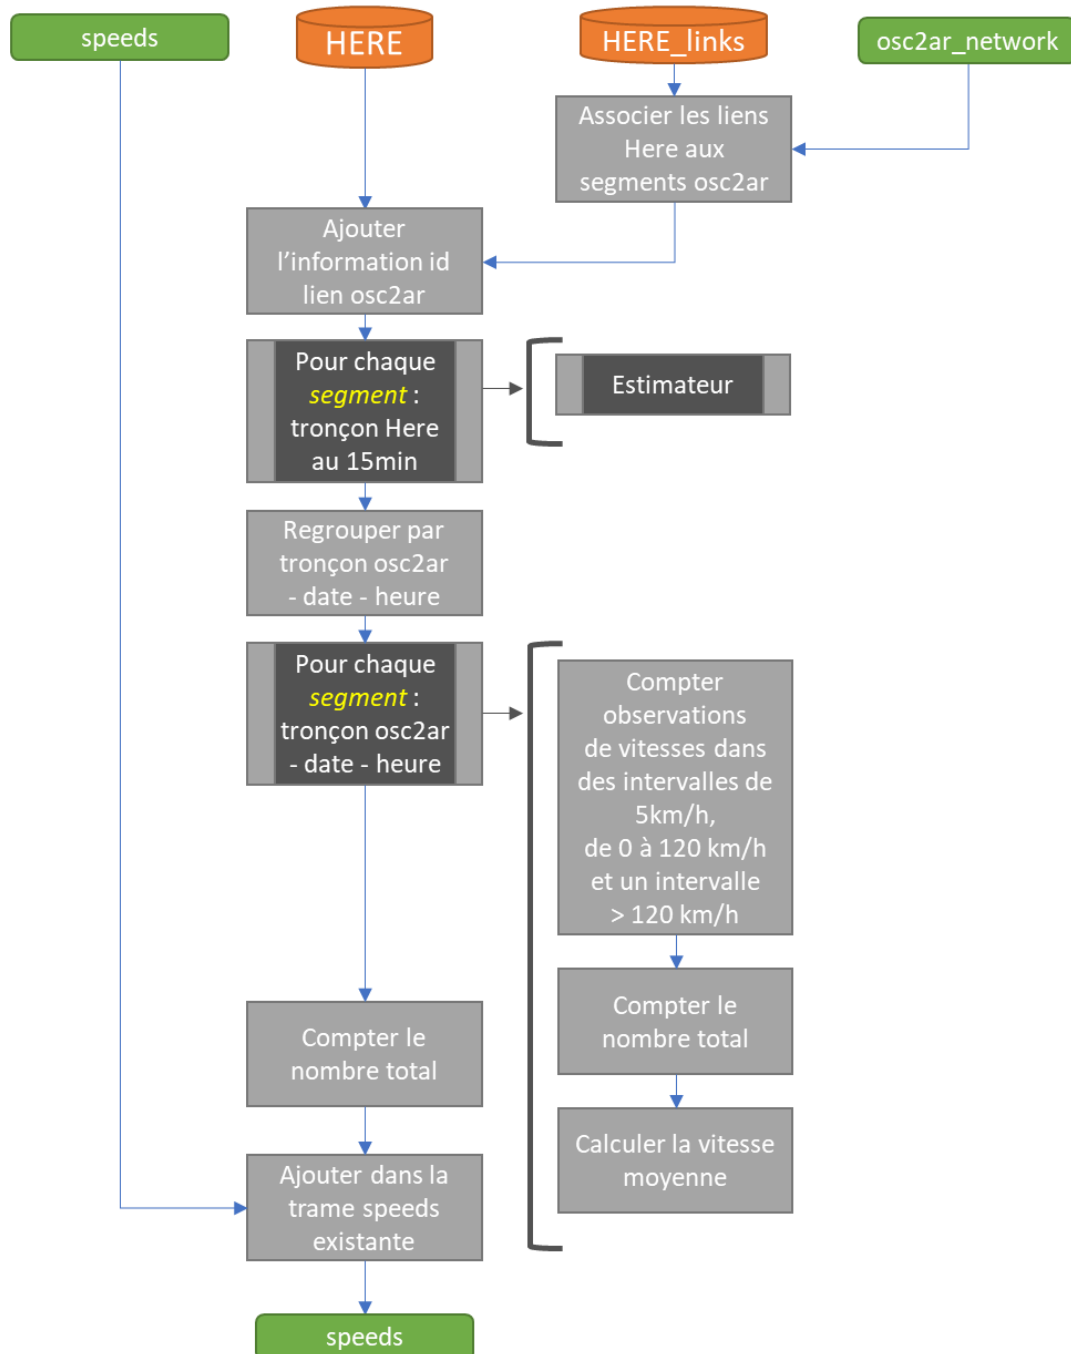 speeds
HERE
HERE_links
osc2ar_network
Associer les liens
Here aux
segments osc2ar
Ajouter
l’information id
lien osc2ar
Pour chaque
segment :
tronçon Here
au 15min
Estimateur
Regrouper par
tronçon osc2ar
- date - heure
Pour chaque
segment :
tronçon osc2ar
- date - heure
Compter
observations
de vitesses dans
des intervalles de
5km/h,
de 0 à 120 km/h
et un intervalle
> 120 km/h
Compter le
nombre total
Calculer la vitesse
moyenne
Compter le
nombre total
Ajouter dans la
trame speeds
existante
speeds